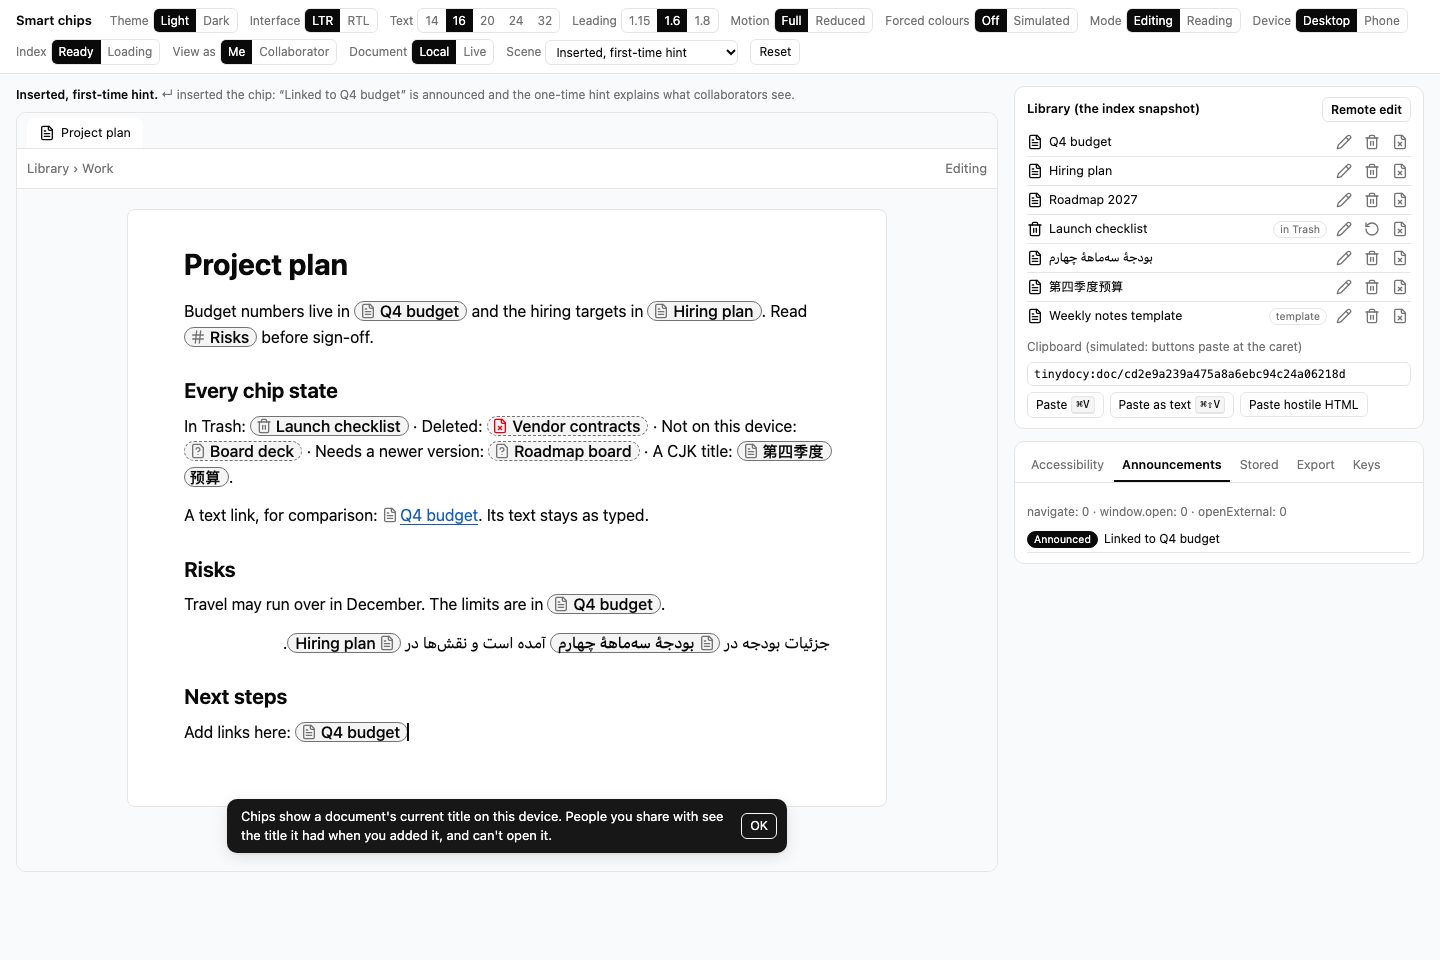 Smart chips Theme Light Dark Interface LTR RTL Text 14 16 20 24 32 Leading 1.15 1.6 1.8 Motion Full Reduced Forced colours Off Simulated Mode Editing Reading Device Desktop Phone
Index Ready Loading View as Me Collaborator Document Local Live Scene Inserted, first-time hint Reset
Inserted, first-time hint. ↵ inserted the chip: “Linked to Q4 budget” is announced and the one-time hint explains what collaborators see.
Project plan
Library › Work Editing
Project plan
Budget numbers live in Q4 budget and the hiring targets in Hiring plan. Read
Risks before sign-off.
Every chip state
In Trash: Launch checklist · Deleted: Vendor contracts · Not on this device:
Board deck · Needs a newer version: Roadmap board · A CJK title: 第四季度
预算.
A text link, for comparison: Q4 budget. Its text stays as typed.
Risks
Travel may run over in December. The limits are in Q4 budget.
جزئیات بودجه در بودجهٔ سه‌ماههٔ چهارم آمده است و نقش‌ها در Hiring plan.
Next steps
Add links here: Q4 budget
Chips show a document's current title on this device. People you share with see
the title it had when you added it, and can't open it.
OK
Library (the index snapshot) Remote edit
Q4 budget
Hiring plan
Roadmap 2027
Launch checklist in Trash
بودجهٔ سه‌ماههٔ چهارم
第四季度预算
Weekly notes template template
Clipboard (simulated: buttons paste at the caret)
tinydocy:doc/cd2e9a239a475a8a6ebc94c24a06218d
Paste ⌘V Paste as text ⌘⇧V Paste hostile HTML
Accessibility Announcements Stored Export Keys
navigate: 0 · window.open: 0 · openExternal: 0
Announced Linked to Q4 budget